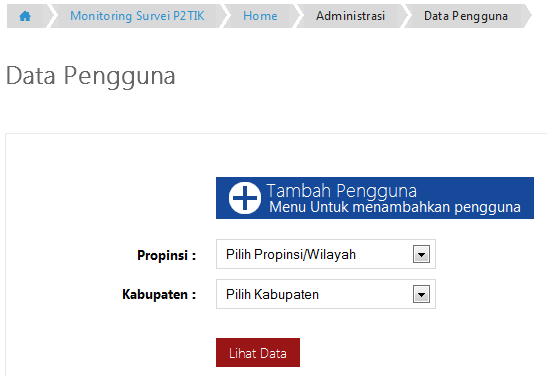 Monitoring Survei P2TIK Home Administrasi Data Pengguna
Data Pengguna
Tambah Pengguna
Menu Untuk menambahkan pengguna
Propinsi : Pilih Propinsi/Wilayah
Kabupaten : Pilih Kabupaten
Lihat Data